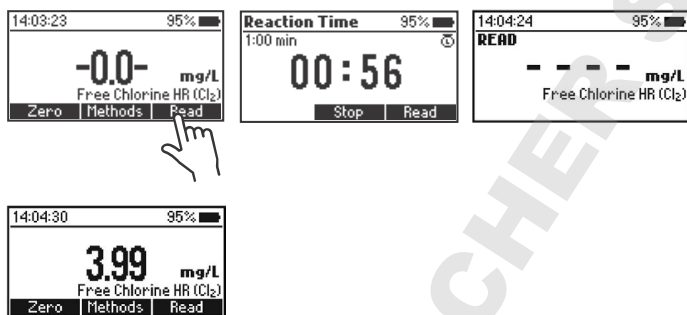 14:03:23 95%
-0.0- mg/L
Free Chlorine HR (Cl₂)
Zero Methods Read
Reaction Time 95%
1:00 min
00:56
Stop Read
14:04:24 95%
READ
- - - - mg/L
Free Chlorine HR (Cl₂)
14:04:30 95%
3.99 mg/L
Free Chlorine HR (Cl₂)
Zero Methods Read
CHER S